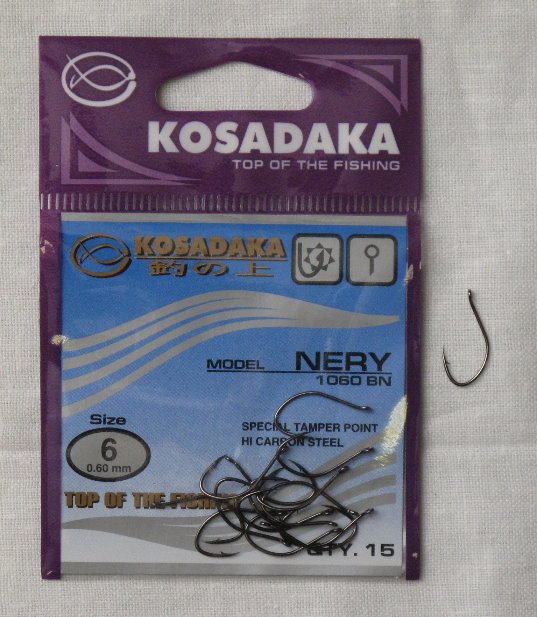 KOSADAKA
TOP OF THE FISHING
KOSADAKA
釣の上
MODEL NERY
1060 BN
Size
6
0.60 mm
SPECIAL TAMPER POINT
HI CARBON STEEL
TOP OF THE FISHING
QTY. 15